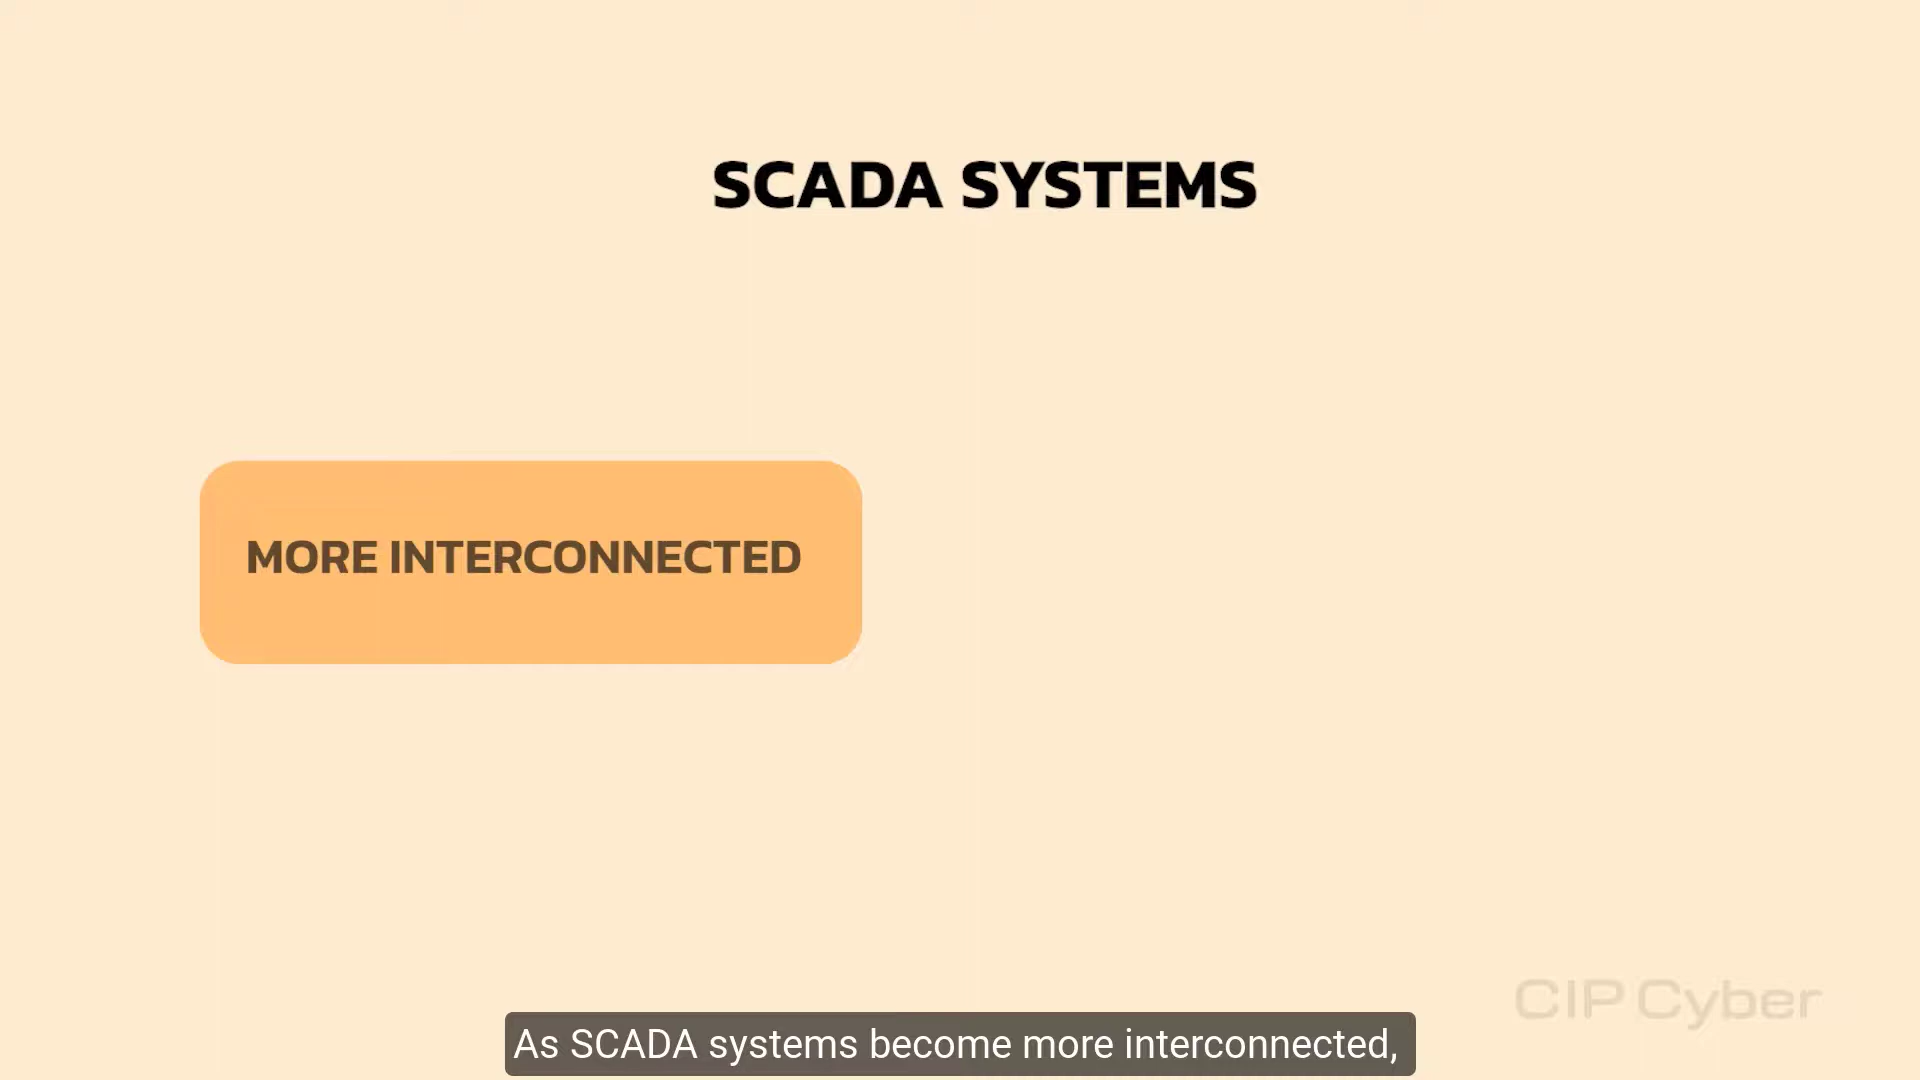 SCADA SYSTEMS
MORE INTERCONNECTED
CIP Cyber
As SCADA systems become more interconnected,